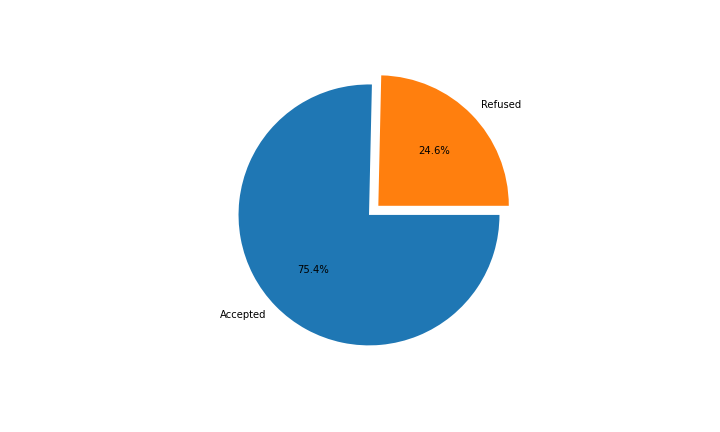 Refused
24.6%
75.4%
Accepted